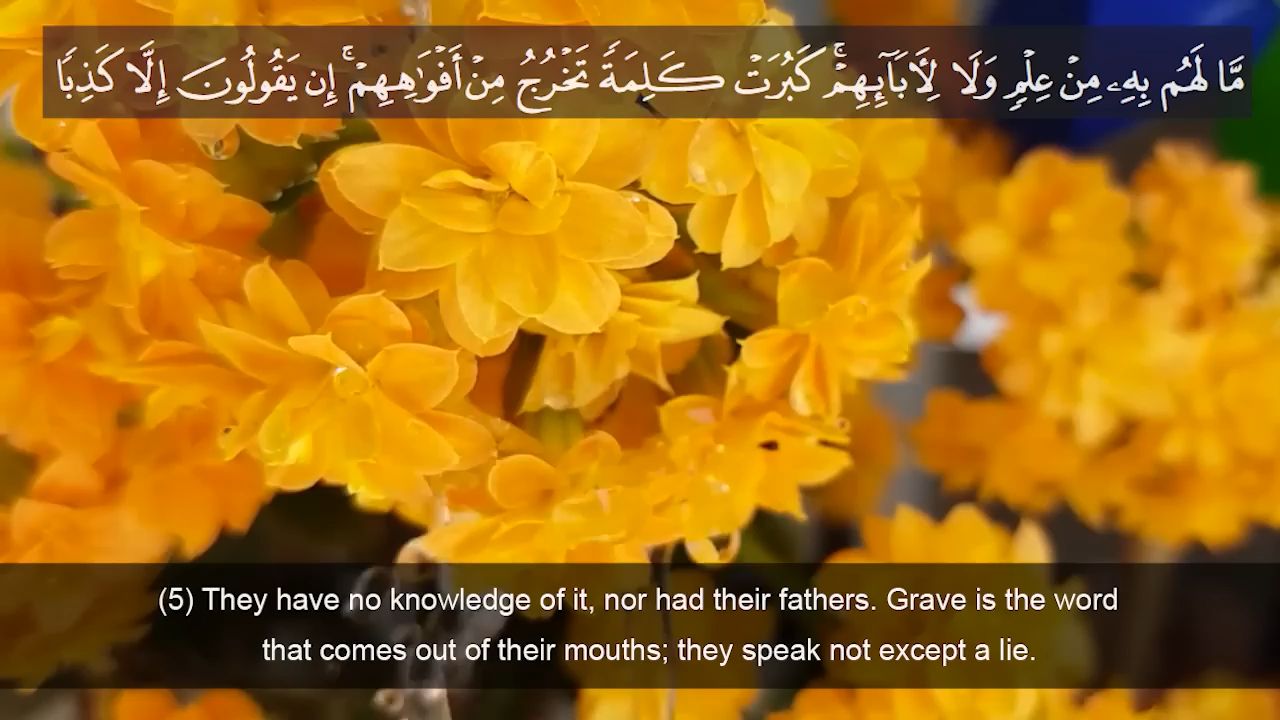 مَّا لَهُم بِهِۦ مِنْ عِلْمٍ وَلَا لِأَبَآئِهِمْ ۚ كَبُرَتْ كَلِمَةً تَخْرُجُ مِنْ أَفْوَٰهِهِمْ ۚ إِن يَقُولُونَ إِلَّا كَذِبًا
(5) They have no knowledge of it, nor had their fathers. Grave is the word
that comes out of their mouths; they speak not except a lie.